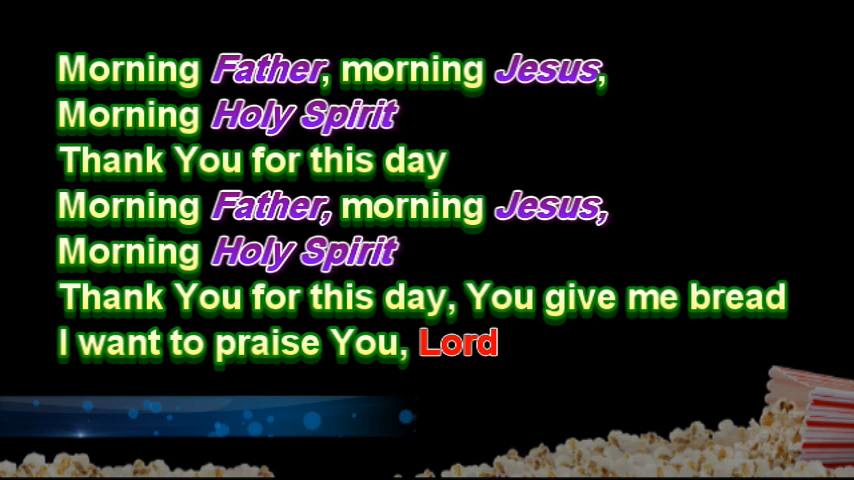 Morning Father, morning Jesus,
Morning Holy Spirit
Thank You for this day
Morning Father, morning Jesus,
Morning Holy Spirit
Thank You for this day, You give me bread
I want to praise You, Lord